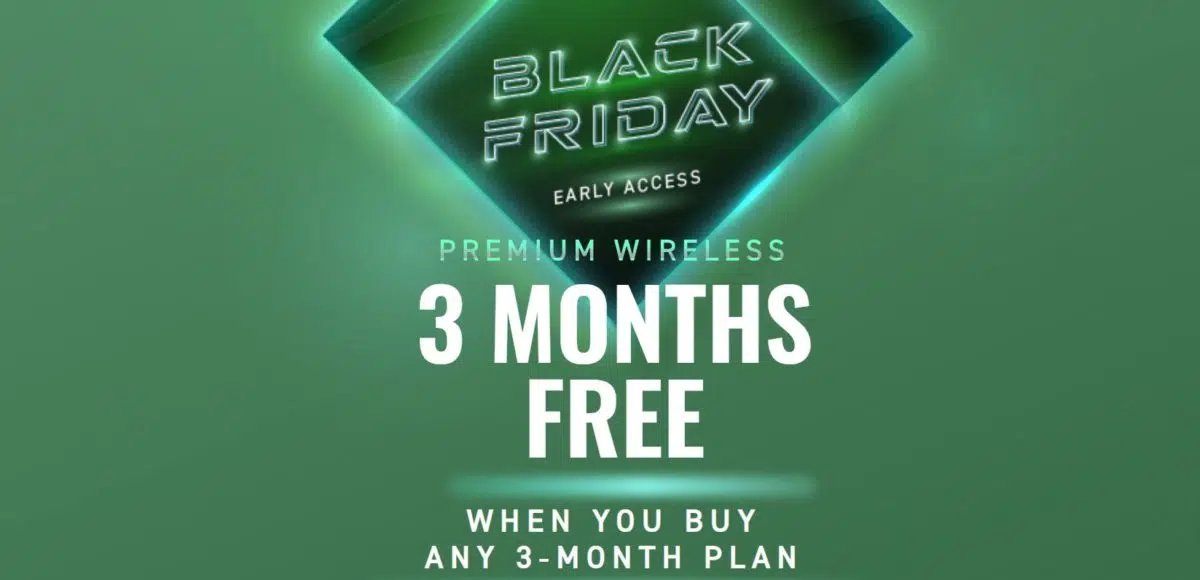 BLACK
FRIDAY
EARLY ACCESS
PREMIUM WIRELESS
3 MONTHS
FREE
WHEN YOU BUY
ANY 3-MONTH PLAN